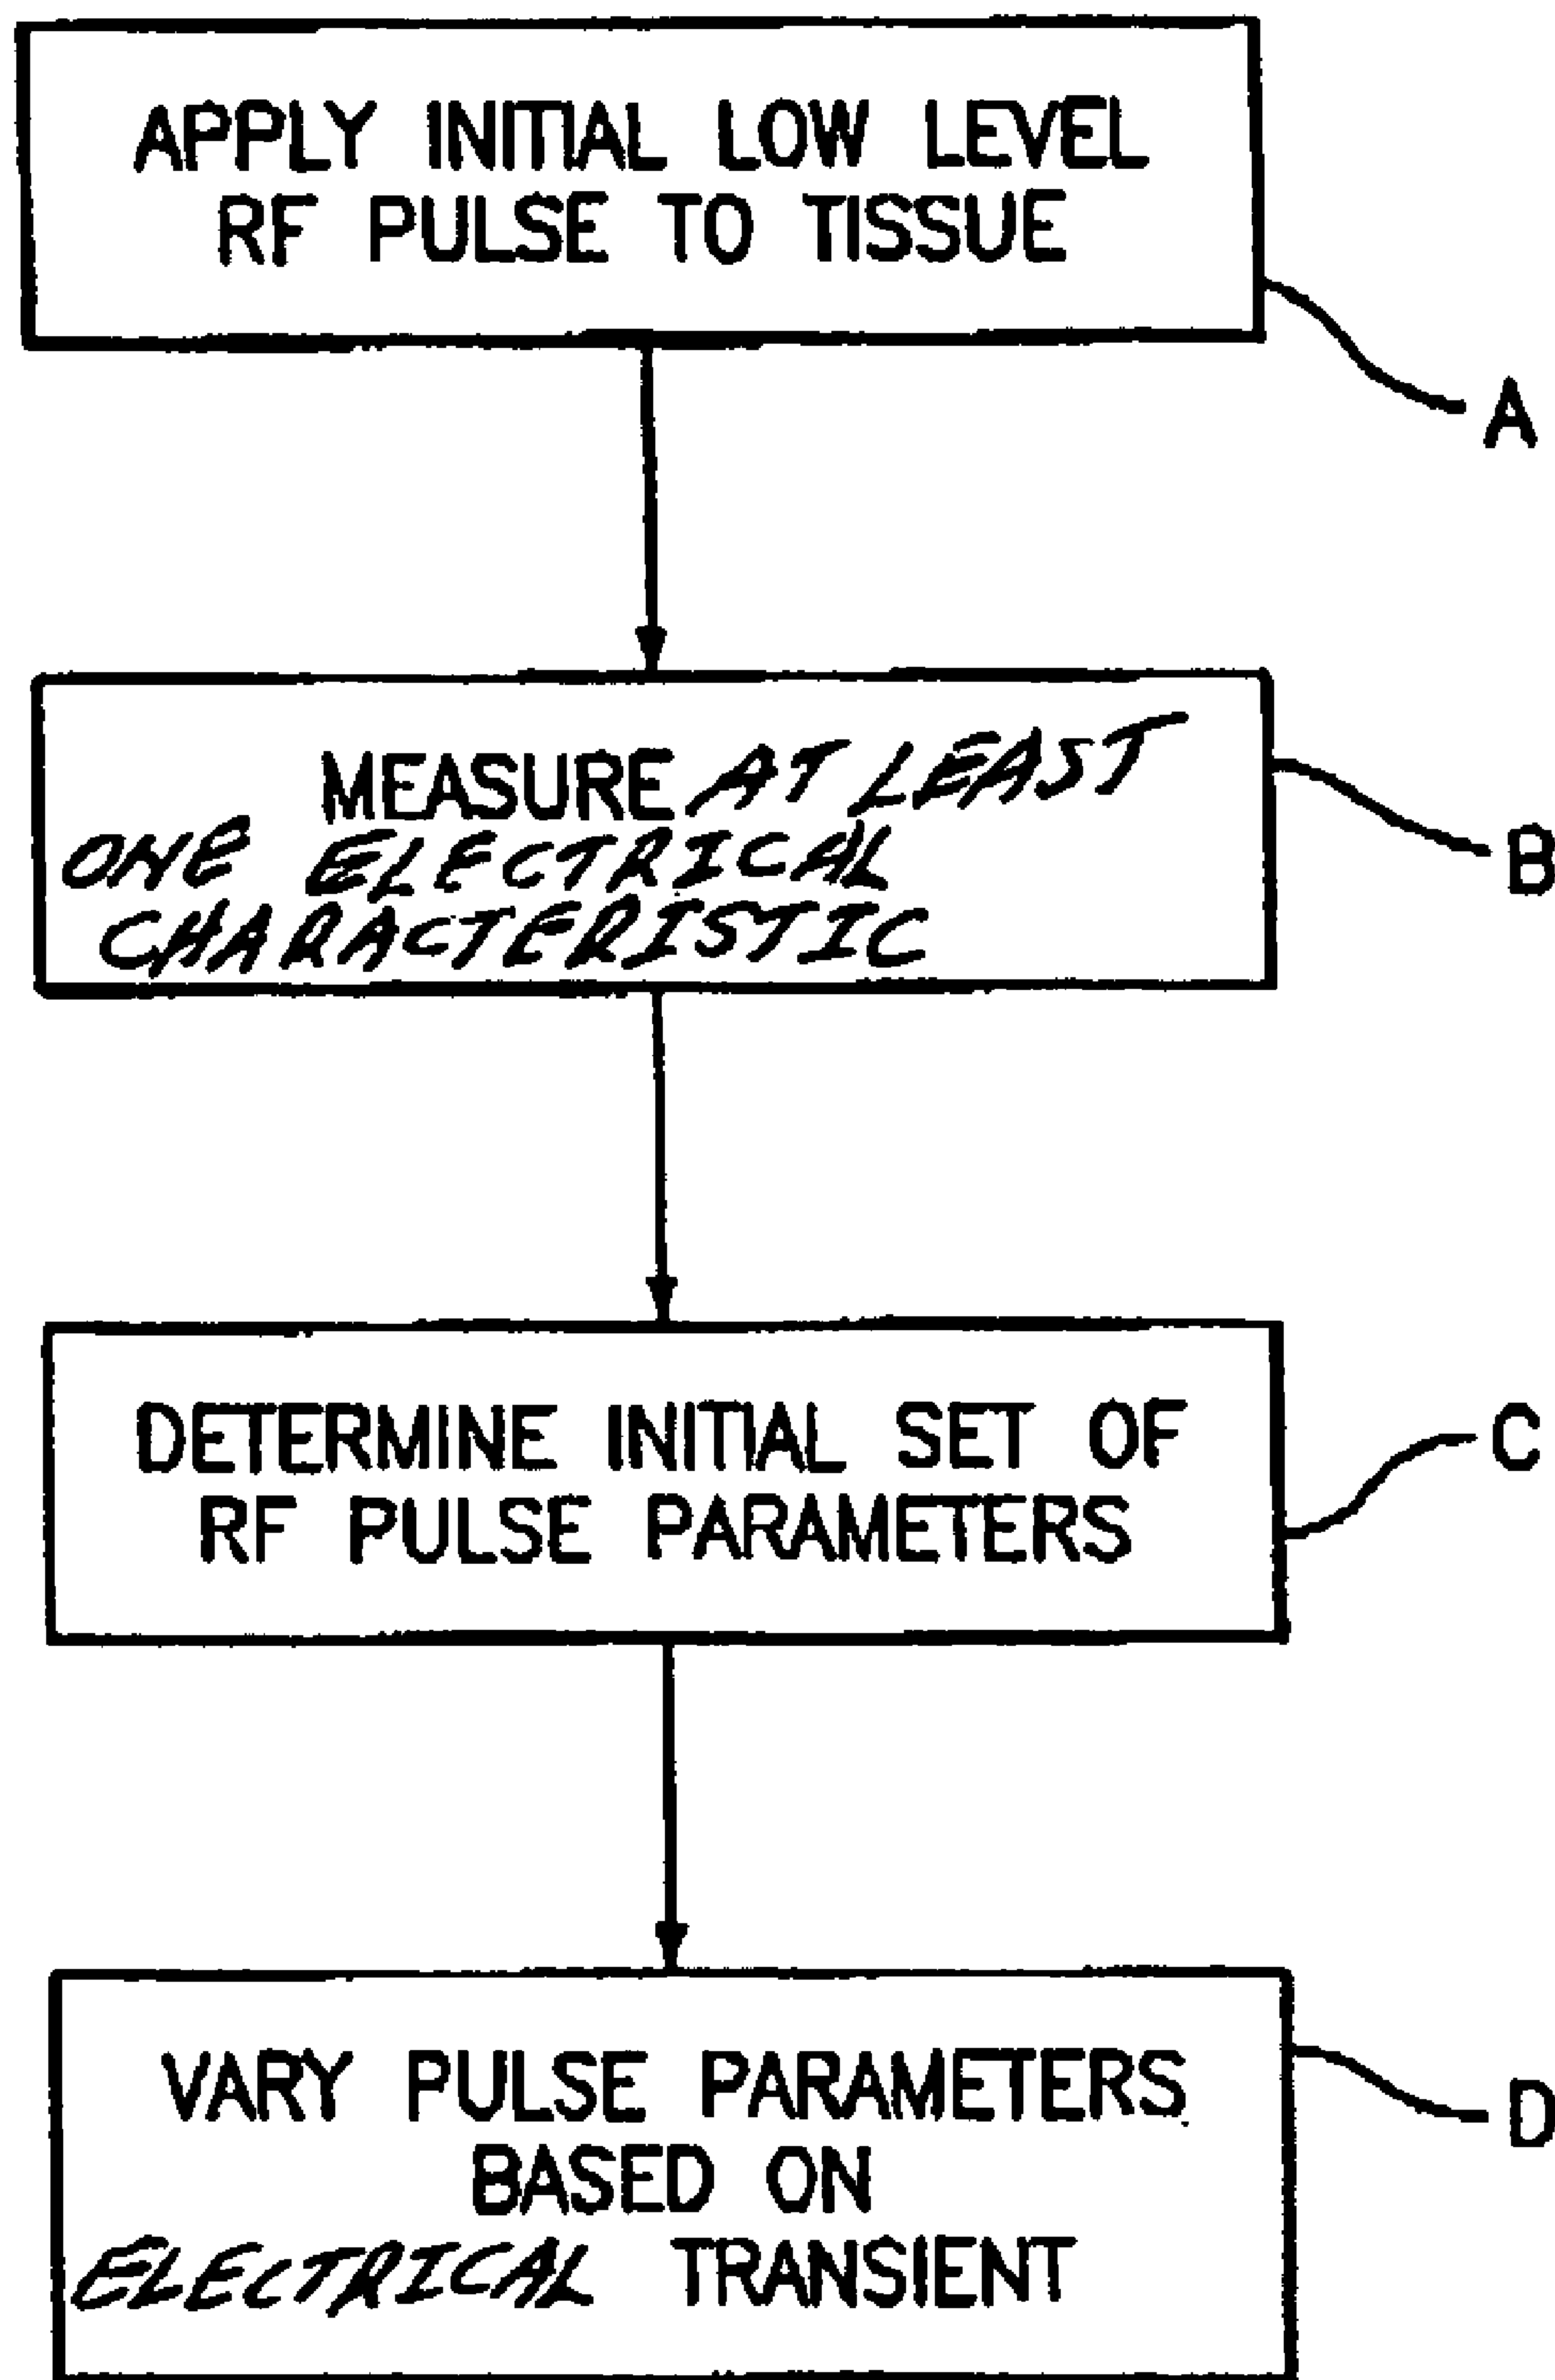 APPLY INITIAL LOW LEVEL
RF PULSE TO TISSUE
A
MEASURE AT LEAST
ONE ELECTRICAL
CHARACTERISTIC
B
DETERMINE INITIAL SET OF
RF PULSE PARAMETERS
C
VARY PULSE PARAMETERS
BASED ON
ELECTRICAL TRANSIENT
D